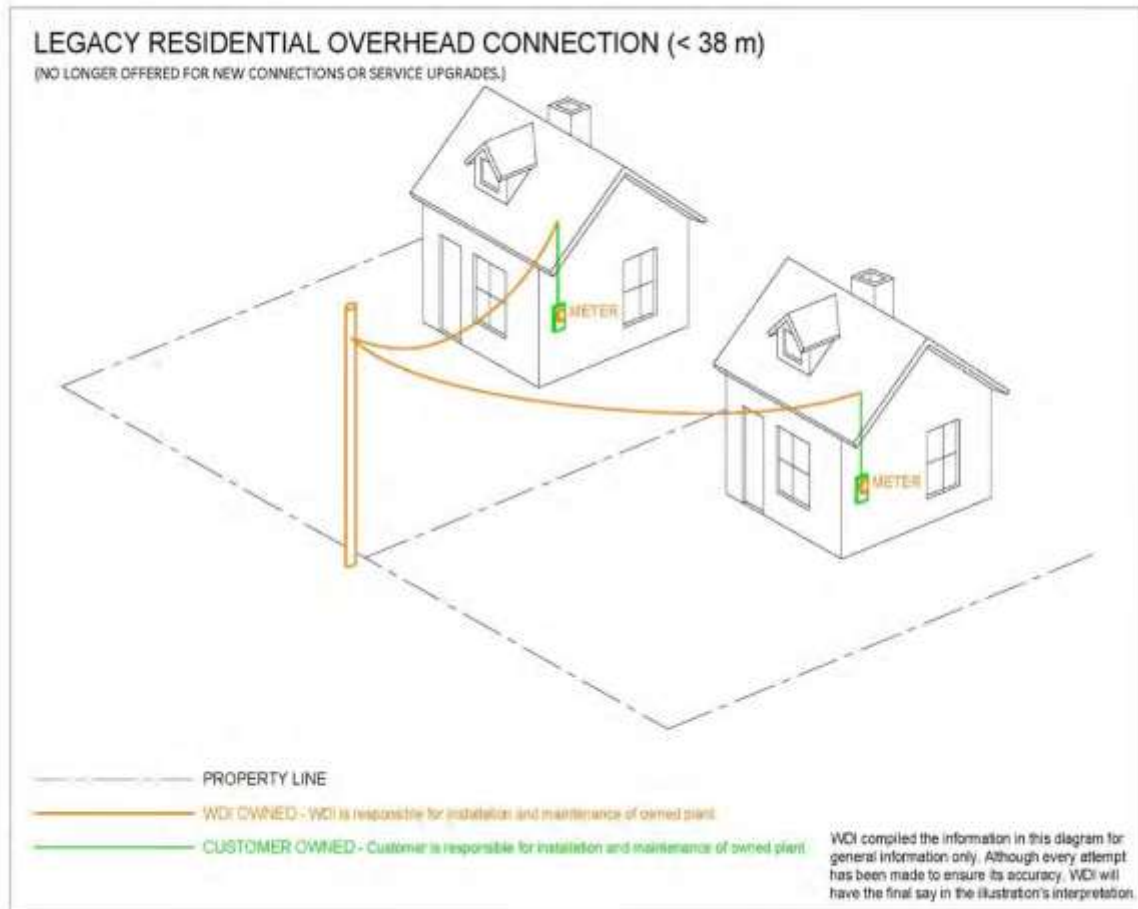 LEGACY RESIDENTIAL OVERHEAD CONNECTION (< 38 m)
(NO LONGER OFFERED FOR NEW CONNECTIONS OR SERVICE UPGRADES.)
METER
METER
PROPERTY LINE
WDI OWNED - WDI is responsible for installation and maintenance of owned plant
CUSTOMER OWNED - Customer is responsible for installation and maintenance of owned plant
WDI compiled the information in this diagram for
general information only. Although every attempt
has been made to ensure its accuracy, WDI will
have the final say in the illustration's interpretation.